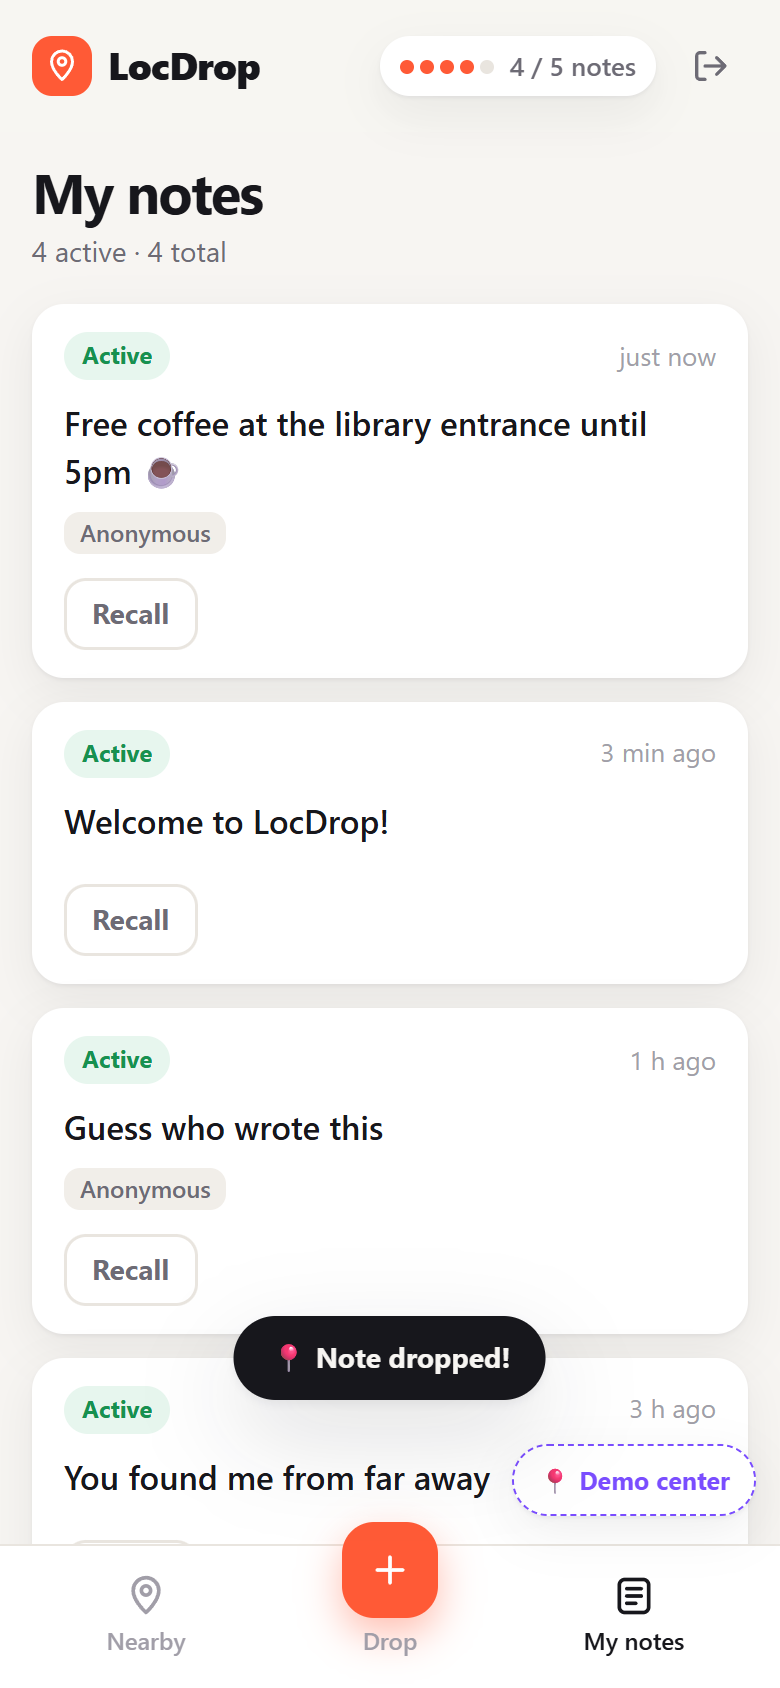 LocDrop
4 / 5 notes
My notes
4 active · 4 total
Active
just now
Free coffee at the library entrance until
5pm ☕
Anonymous
Recall
Active
3 min ago
Welcome to LocDrop!
Recall
Active
1 h ago
Guess who wrote this
Anonymous
Recall
📍 Note dropped!
Active
3 h ago
You found me from far away
📍 Demo center
Nearby
Drop
My notes